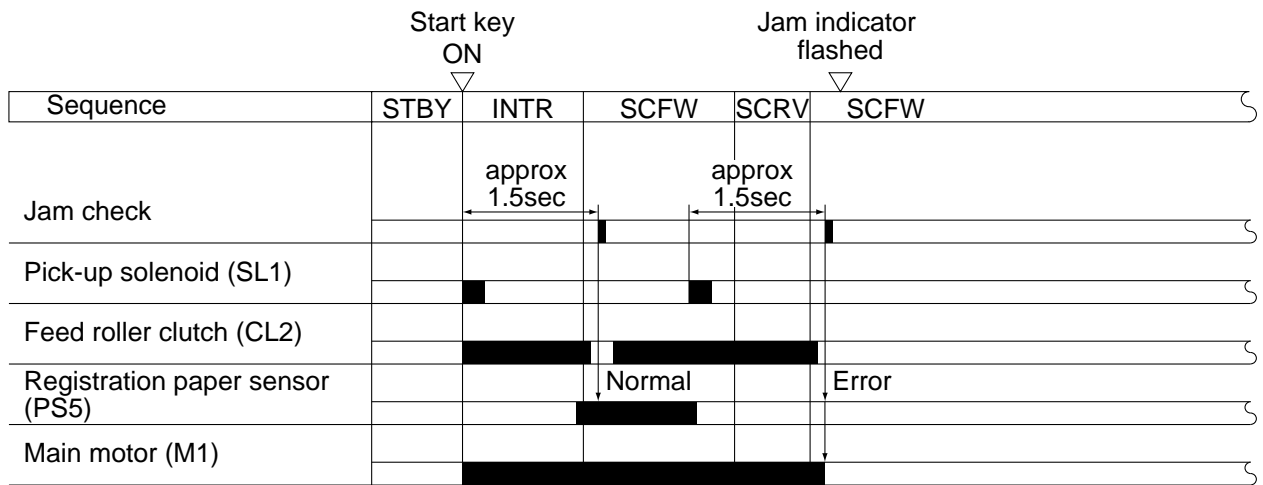 Start key
ON
Jam indicator
flashed
Sequence STBY INTR SCFW SCRV SCFW
approx
1.5sec
approx
1.5sec
Jam check
Pick-up solenoid (SL1)
Feed roller clutch (CL2)
Registration paper sensor
(PS5)
Normal
Error
Main motor (M1)